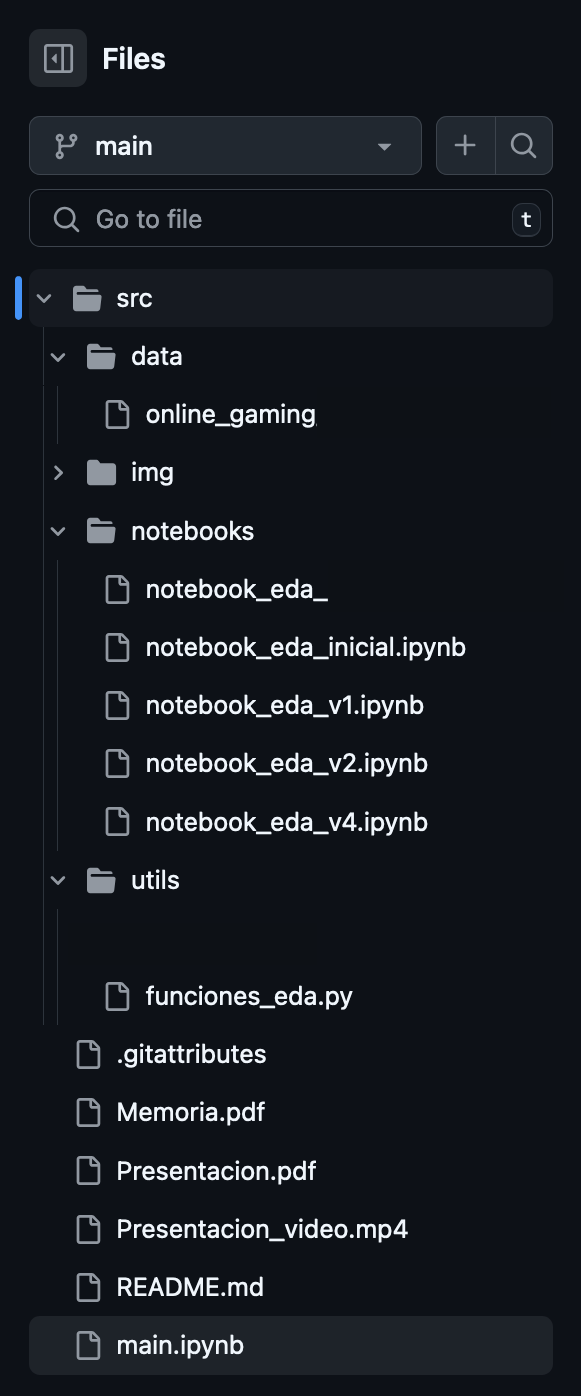 Files
main
Go to file t
src
data
online_gaming
img
notebooks
notebook_eda_
notebook_eda_inicial.ipynb
notebook_eda_v1.ipynb
notebook_eda_v2.ipynb
notebook_eda_v4.ipynb
utils
funciones_eda.py
.gitattributes
Memoria.pdf
Presentacion.pdf
Presentacion_video.mp4
README.md
main.ipynb